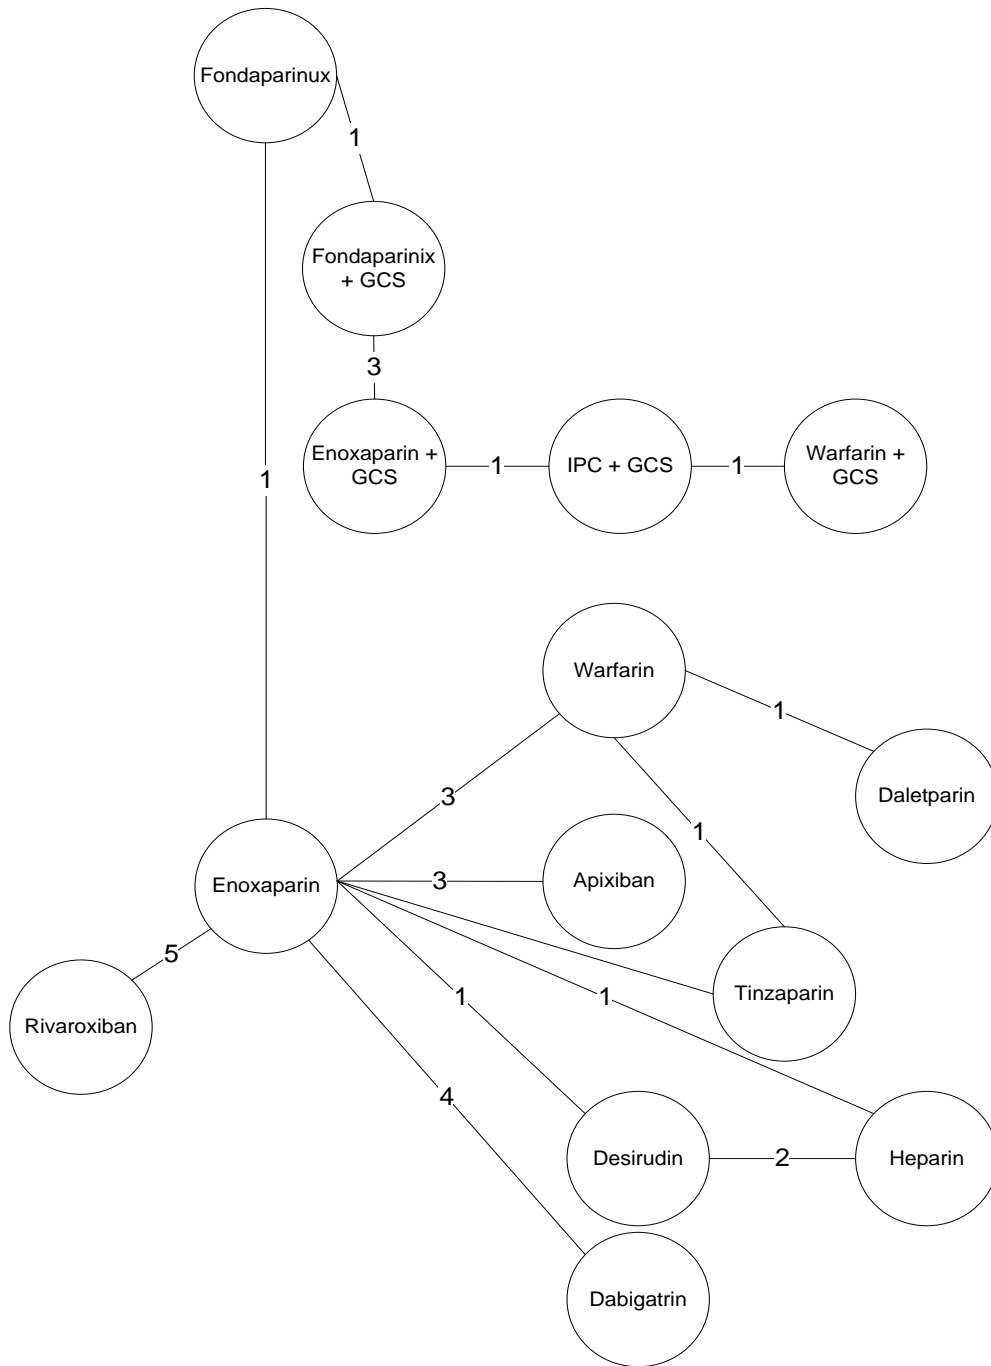 Fondaparinux
1
Fondaparinix
+ GCS
3
Enoxaparin +
GCS
1
IPC + GCS
1
Warfarin +
GCS
1
Warfarin
1
Daletparin
3
1
Enoxaparin
3
Apixiban
5
Rivaroxiban
1
1
Tinzaparin
4
Desirudin
2
Heparin
Dabigatrin